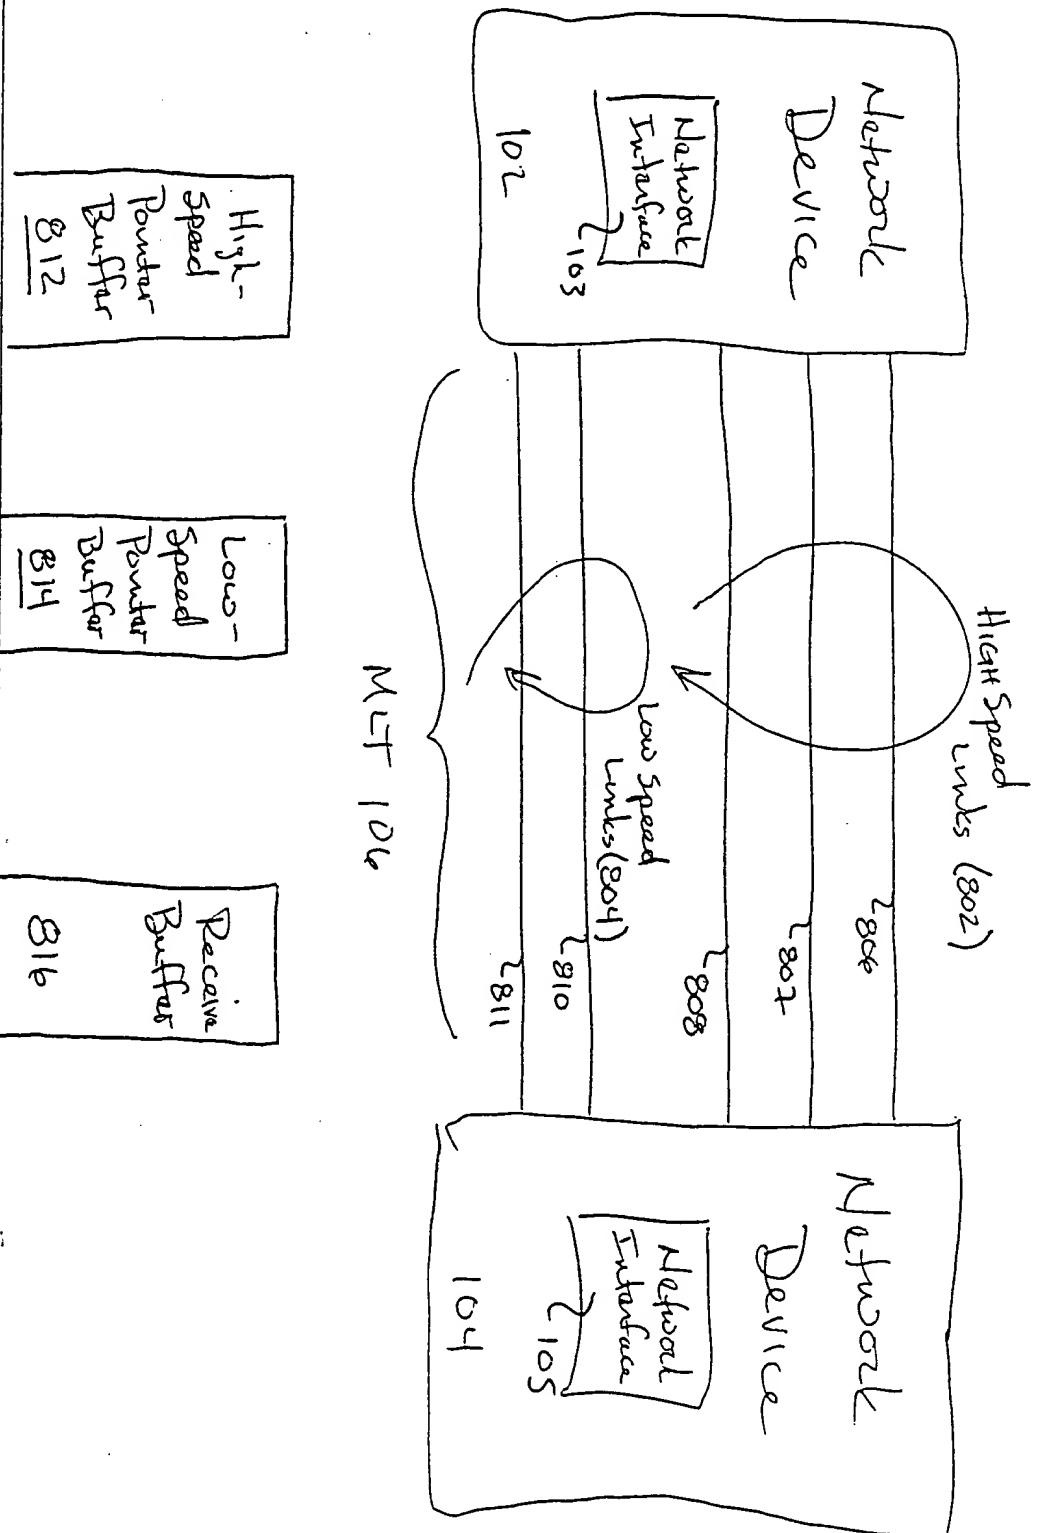 HIGH Speed
Links (802)
Network
Device
Network
Interface
103
102
806
807
808
Low Speed
Links (804)
810
811
MLT 106
Network
Device
Network
Interface
105
104
High-
Speed
Pointer
Buffer
812
Low-
Speed
Pointer
Buffer
814
Receive
Buffer
816